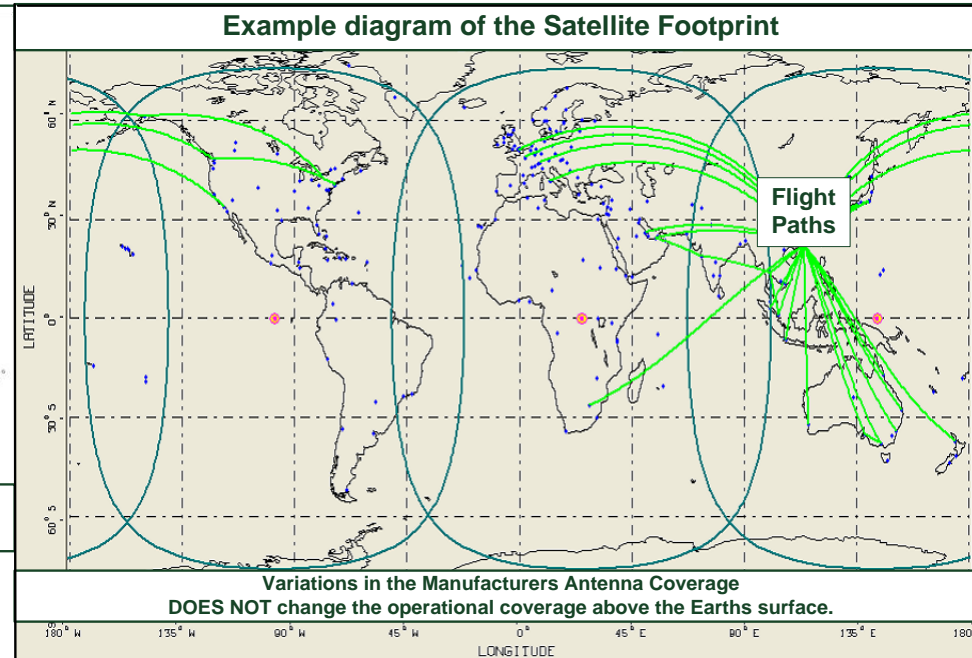 Example diagram of the Satellite Footprint
60° N
30° N
0°
30° S
60° S
LATITUDE
Flight
Paths
Variations in the Manufacturers Antenna Coverage
DOES NOT change the operational coverage above the Earths surface.
180° W 135° W 90° W 45° W 0° 45° E 90° E 135° E 180
LONGITUDE